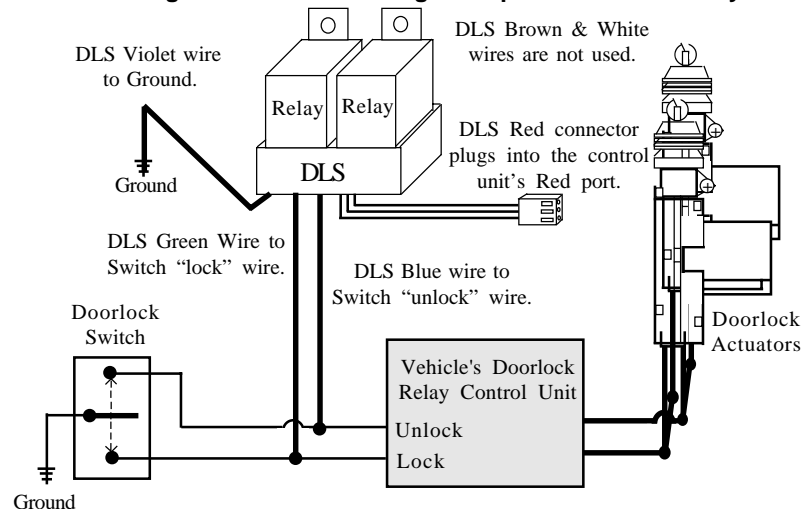 DLS Violet wire
to Ground.
DLS Brown & White
wires are not used.
Relay
Relay
DLS
DLS Red connector
plugs into the control
unit's Red port.
Ground
DLS Green Wire to
Switch “lock” wire.
DLS Blue wire to
Switch “unlock” wire.
Doorlock
Switch
Doorlock
Actuators
Vehicle's Doorlock
Relay Control Unit
Unlock
Lock
Ground